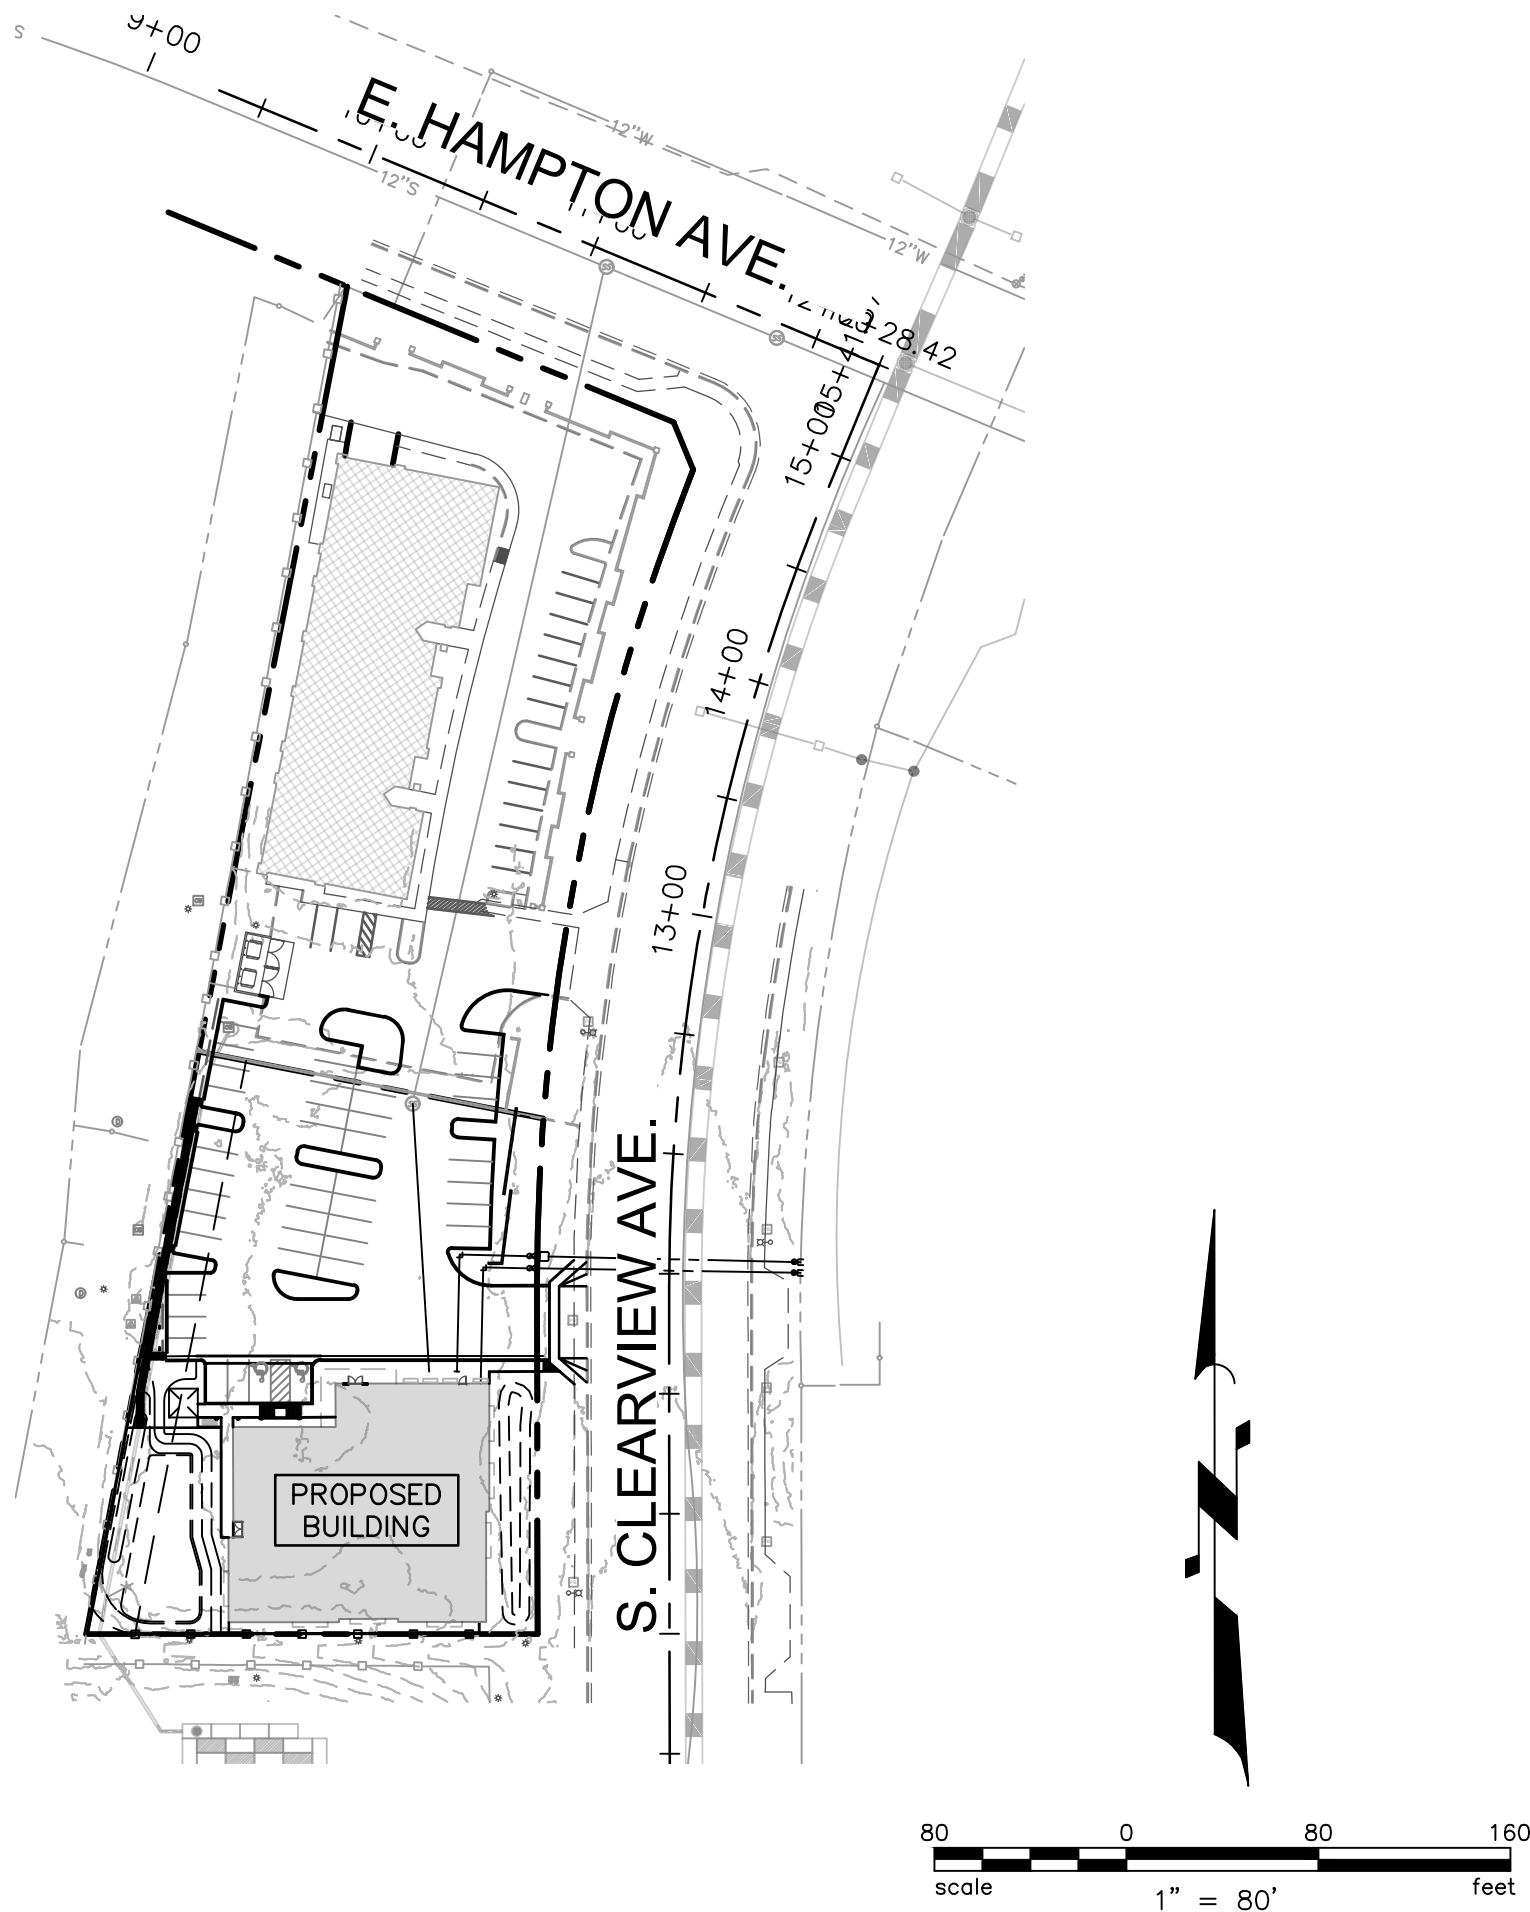 S
9+00
E. HAMPTON AVE.
12"W
12"S
12"W
28.42
15+00
14+00
13+00
S. CLEARVIEW AVE.
PROPOSED
BUILDING
80 0 80 160
scale feet
1" = 80'